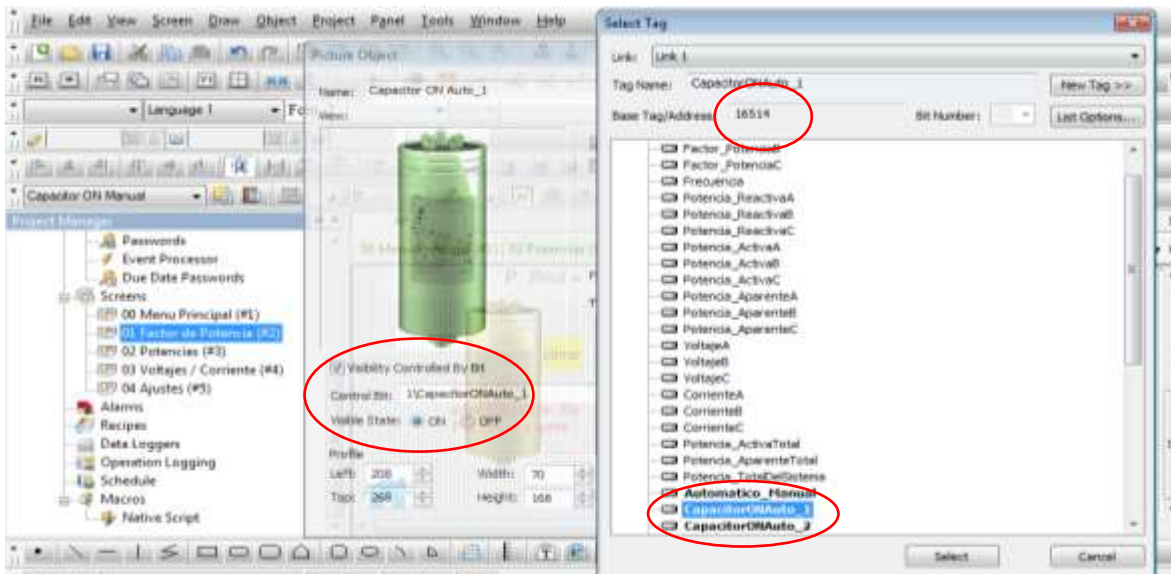 File Edit View Screen Draw Object Project Panel Tools Window Help
Language 1
Capacitor ON Manual
Project Manager
Passwords
Event Processor
Due Date Passwords
Screens
00 Menu Principal (#1)
01 Factor de Potencia (#2)
02 Potencias (#3)
03 Voltajes / Corriente (#4)
04 Ajustes (#5)
Alarms
Recipes
Data Loggers
Operation Logging
Schedule
Macros
Native Script
Picture Object
Name: Capacitor ON Auto_1
View:
Visibility Controlled By Bit
Control Bit: 1\CapacitorONAuto_1
Visible State: ON OFF
Profile
Left: 208 Width: 70
Top: 269 Height: 168
Select Tag
Link: Link 1
Tag Name: CapacitorONAuto_1 New Tag >>
Base Tag/Address: 16514 Bit Number: List Options...
Factor_PotenciaB
Factor_PotenciaC
Frecuencia
Potencia_ReactivaA
Potencia_ReactivaB
Potencia_ReactivaC
Potencia_ActivaA
Potencia_ActivaB
Potencia_ActivaC
Potencia_AparenteA
Potencia_AparenteB
Potencia_AparenteC
VoltajeA
VoltajeB
VoltajeC
CorrienteA
CorrienteB
CorrienteC
Potencia_ActivaTotal
Potencia_AparenteTotal
Potencia_TotalDelSistema
Automatico_Manual
CapacitorONAuto_1
CapacitorONAuto_2
Select Cancel